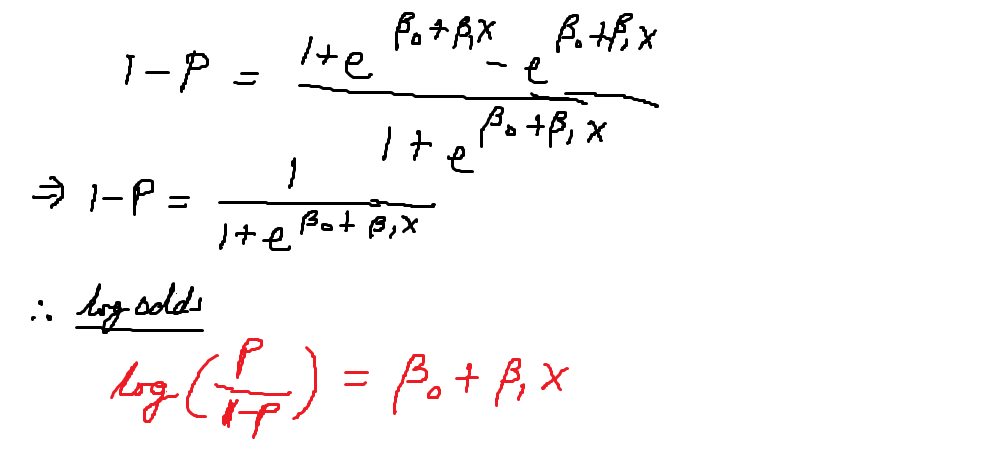 1-P = (1+e^(β₀+β₁x) - e^(β₀+β₁x)) / (1+e^(β₀+β₁x))
⇒ 1-P = 1 / (1+e^(β₀+β₁x))
∴ log odds
log(P/(1-P)) = β₀ + β₁x